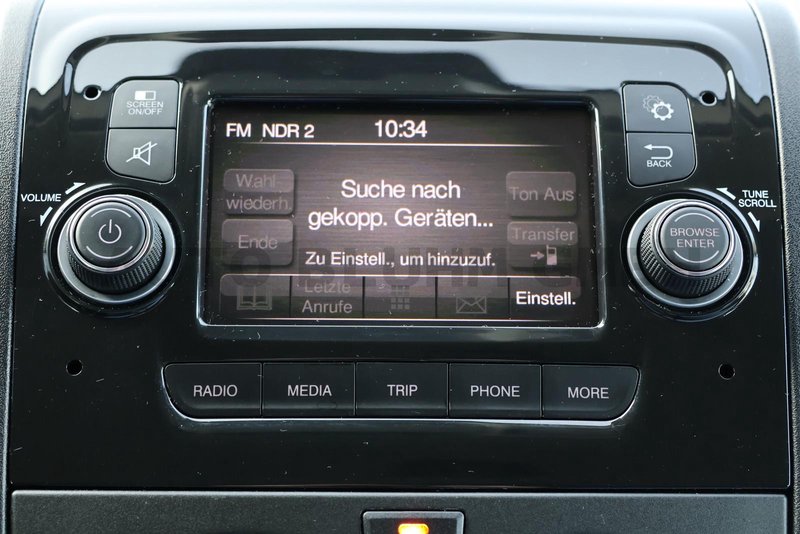 SCREEN
ON/OFF
BACK
VOLUME
TUNE
SCROLL
BROWSE
ENTER
FM NDR 2 10:34
Wahl-
wiederh.
Suche nach
gekopp. Geräten...
Ton Aus
Ende
Transfer
Zu Einstell., um hinzuzuf.
Letzte
Anrufe
Einstell.
RADIO MEDIA TRIP PHONE MORE